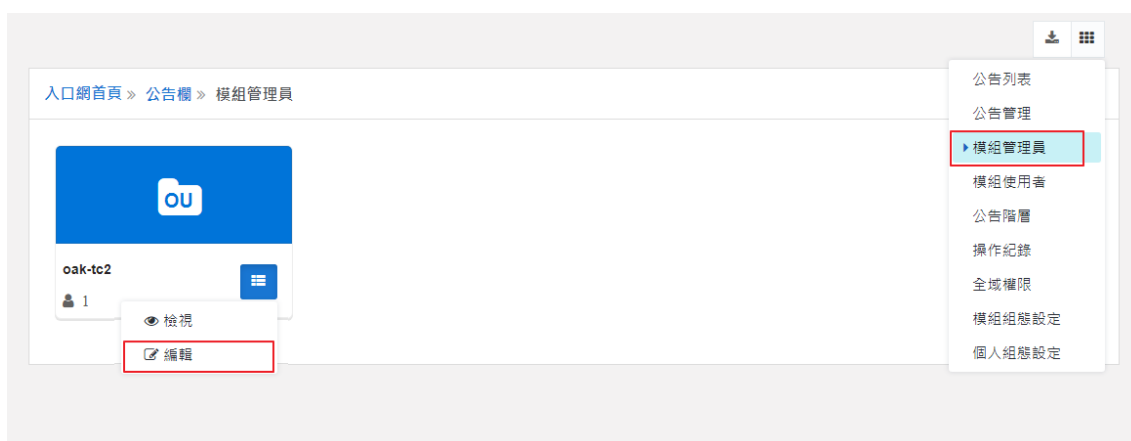 入口網首頁 » 公告欄 » 模組管理員
OU
oak-tc2
1
檢視
編輯
公告列表
公告管理
模組管理員
模組使用者
公告階層
操作紀錄
全域權限
模組組態設定
個人組態設定